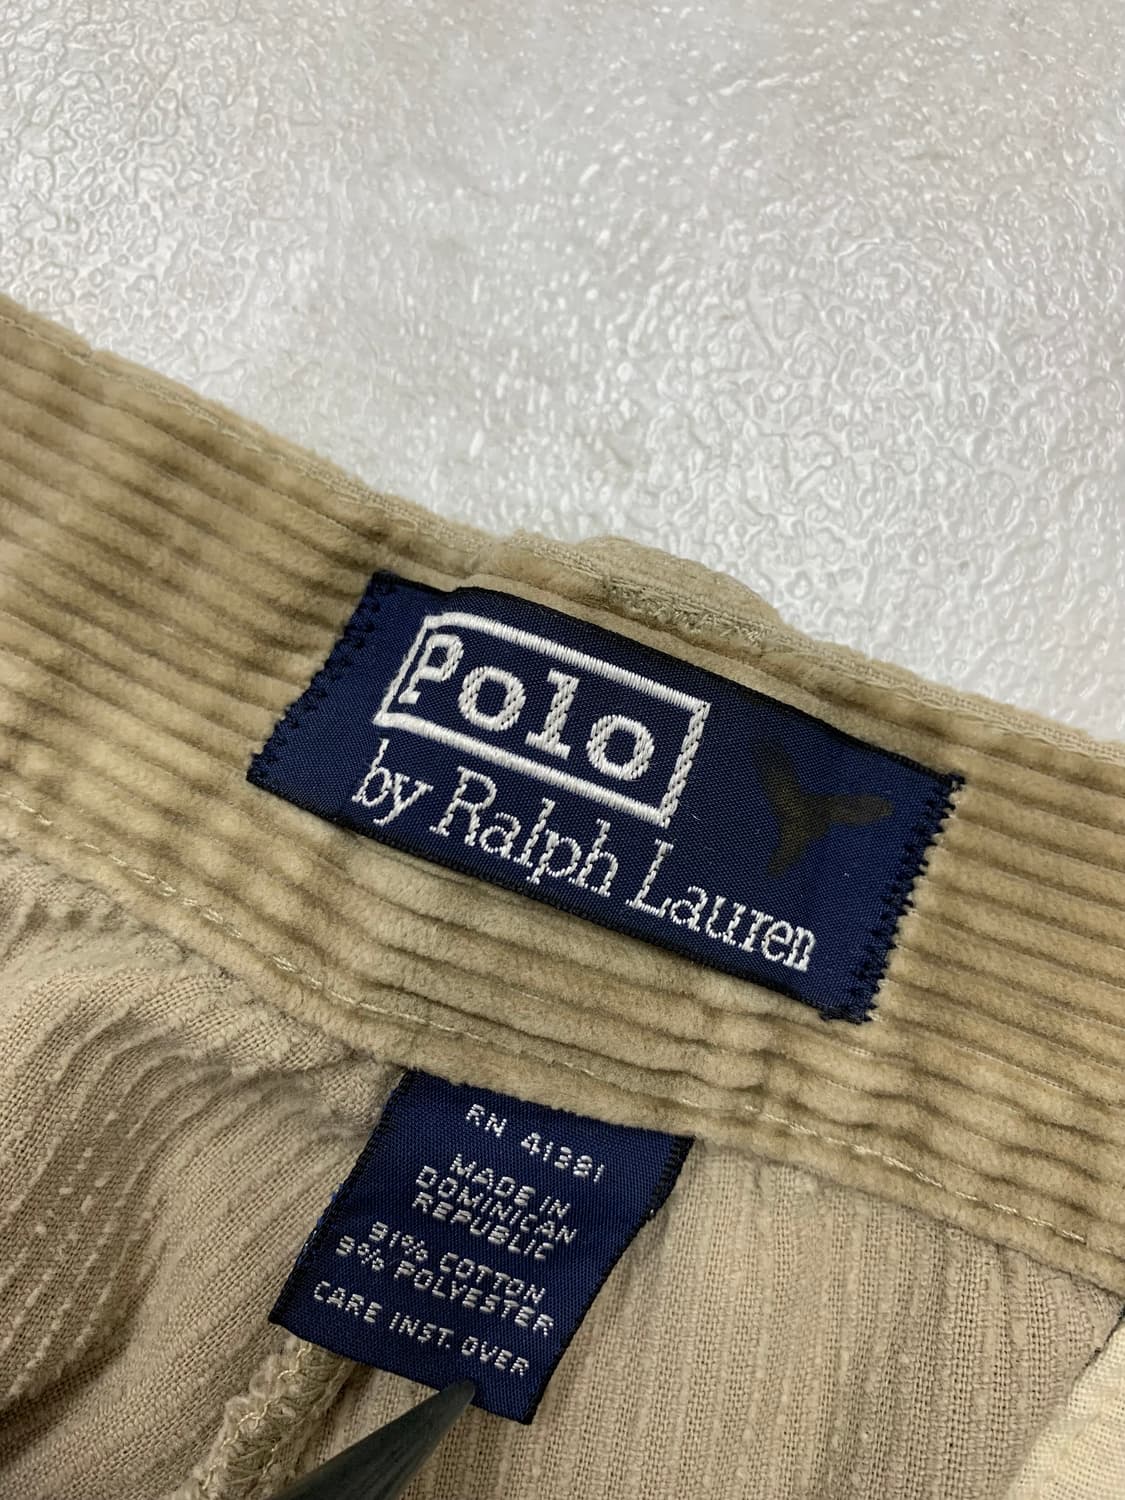 Polo
by Ralph Lauren
RN 41381
MADE IN
DOMINICAN
REPUBLIC
91% COTTON
9% POLYESTER
CARE INST. OVER